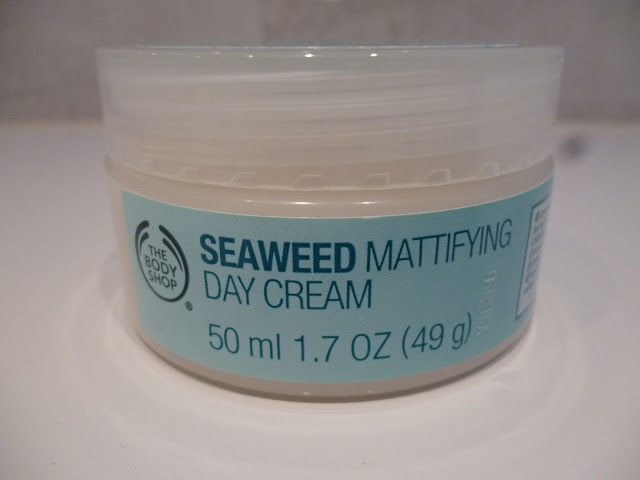 THE
BODY
SHOP
®
SEAWEED MATTIFYING
DAY CREAM
50 ml 1.7 OZ (49 g)